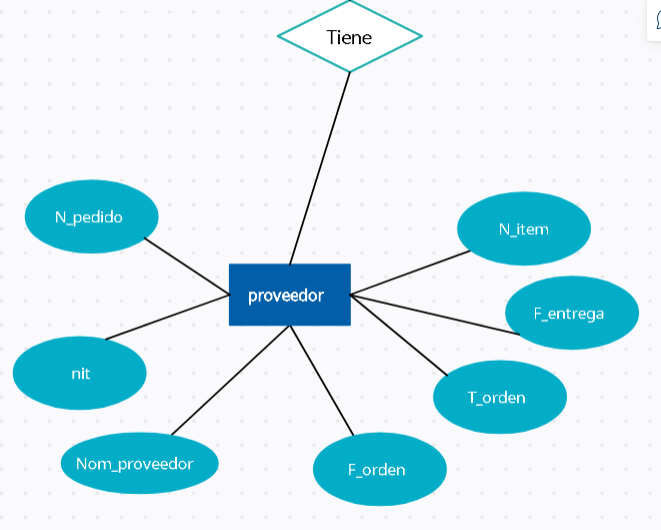 Tiene
N_pedido
N_item
proveedor
F_entrega
nit
T_orden
Nom_proveedor
F_orden